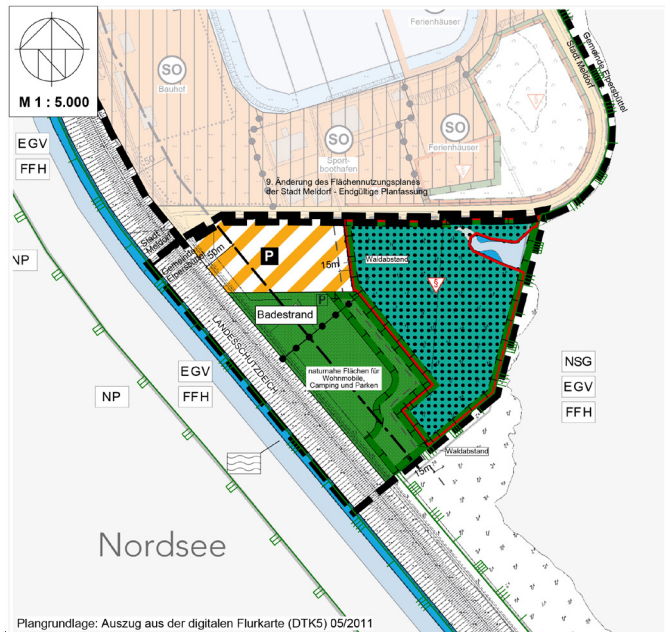 M 1 : 5.000
SO
Bauhof
Ferienhäuser
SO
Sport-
boothafen
SO
Ferienhäuser
§
Gemeinde Elpersbüttel
Stadt Meldorf
9. Änderung des Flächennutzungsplanes
der Stadt Meldorf - Endgültige Planfassung
EGV
FFH
NP
Stadt
Meldorf
Gemeinde
Elpersbüttel
50m
P
15m
Waldabstand
§
P
Badestrand
LANDESSCHUTZDEICH
naturnahe Flächen für
Wohnmobile,
Camping und Parken
EGV
FFH
NP
NSG
EGV
FFH
Waldabstand
15m
Nordsee
Plangrundlage: Auszug aus der digitalen Flurkarte (DTK5) 05/2011